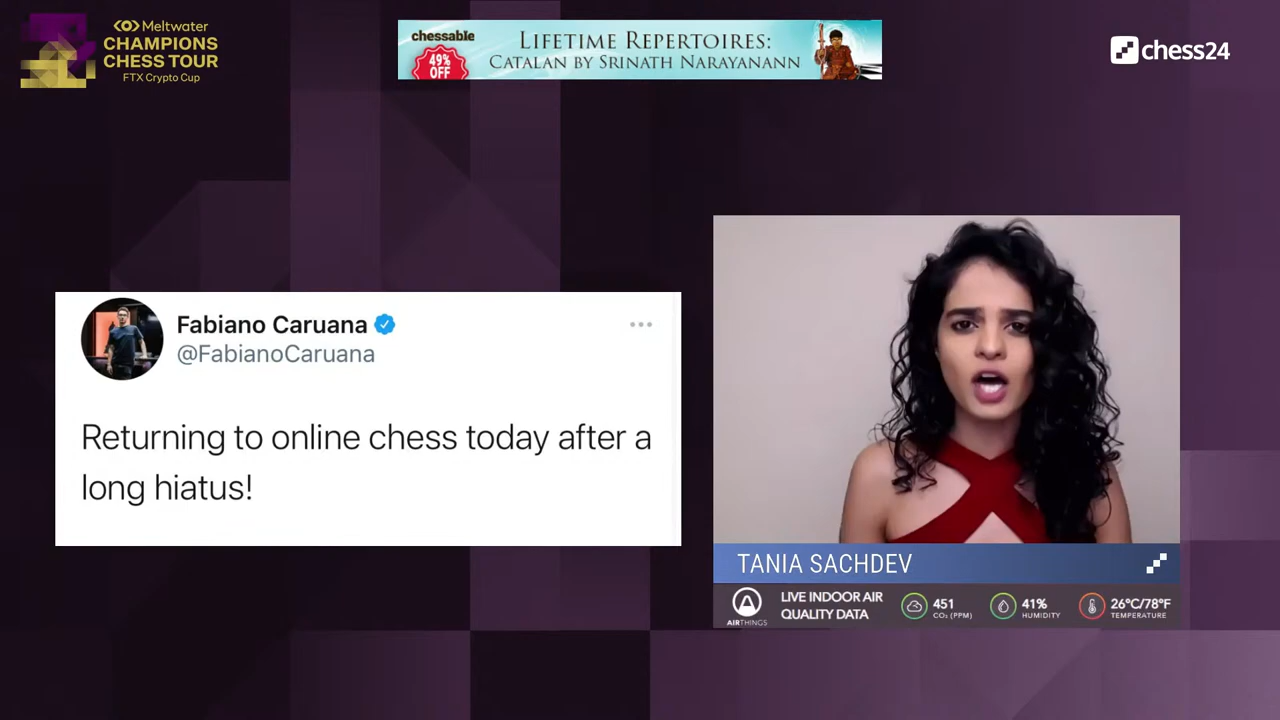 Meltwater
CHAMPIONS
CHESS TOUR
FTX Crypto Cup
chessable
49%
OFF
LIFETIME REPERTOIRES:
CATALAN BY SRINATH NARAYANANN
chess24
Fabiano Caruana
@FabianoCaruana
Returning to online chess today after a
long hiatus!
TANIA SACHDEV
AIRTHINGS
LIVE INDOOR AIR
QUALITY DATA
451
CO₂ (PPM)
41%
HUMIDITY
26°C/78°F
TEMPERATURE